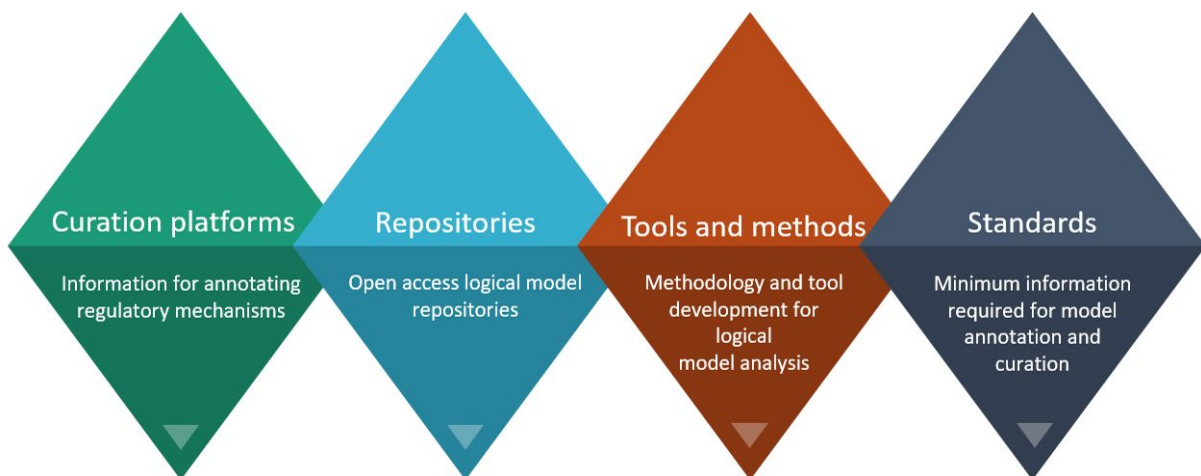 Curation platforms
Information for annotating
regulatory mechanisms
Repositories
Open access logical model
repositories
Tools and methods
Methodology and tool
development for
logical
model analysis
Standards
Minimum information
required for model
annotation and
curation